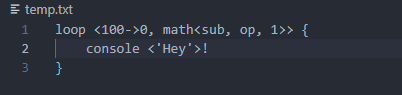 temp.txt
1 loop <100->0, math<sub, op, 1>> {
2 console <'Hey'>!
3 }